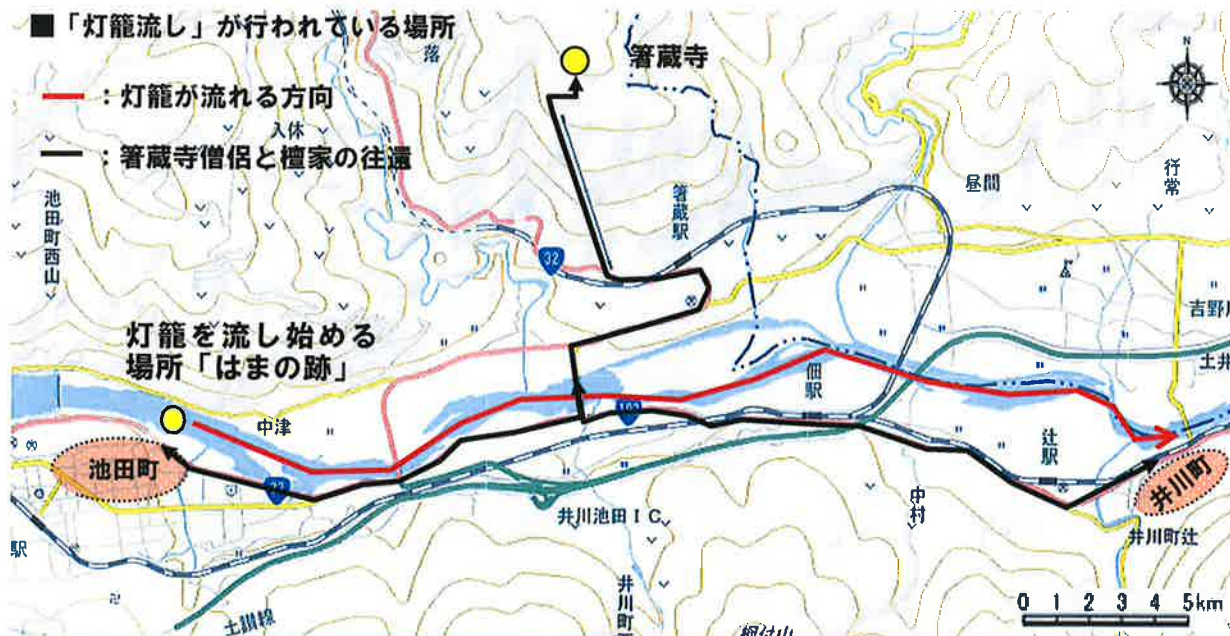 ■「灯籠流し」が行われている場所
：灯籠が流れる方向
：箸蔵寺僧侶と檀家の往還
箸蔵寺
N
落
入休
池田町西山
箸蔵駅
昼間
行常
32
灯籠を流し始める
場所「はまの跡」
吉野川
土井
佃駅
中津
池田町
32
辻駅
井川町
井川池田ＩＣ
中村
井川町辻
駅
土讃線
井川町
0 1 2 3 4 5km